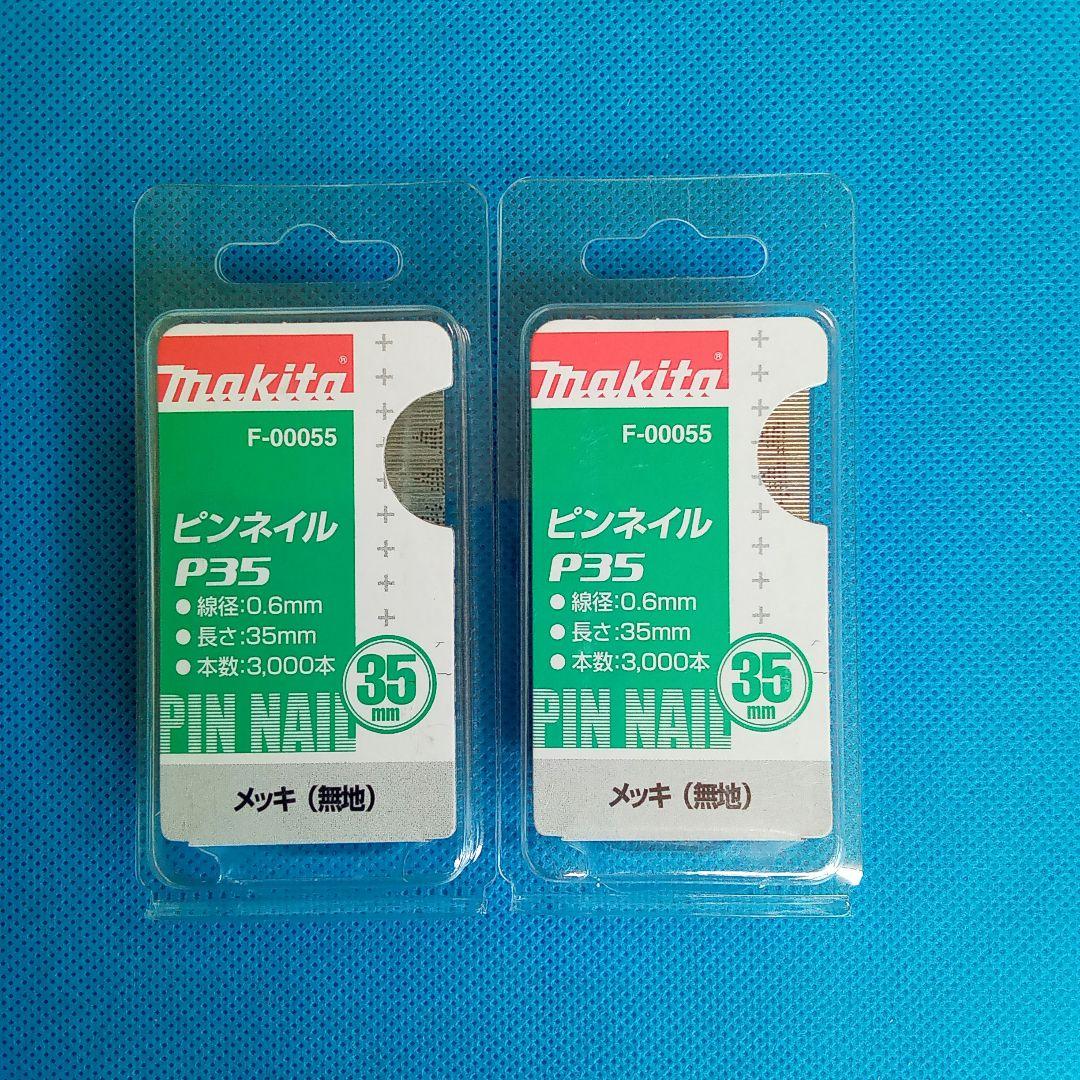 makita®
F-00055
ピンネイル
P35
● 線径:0.6mm
● 長さ:35mm
● 本数:3,000本
35
mm
PIN NAIL
メッキ（無地）
makita®
F-00055
ピンネイル
P35
● 線径:0.6mm
● 長さ:35mm
● 本数:3,000本
35
mm
PIN NAIL
メッキ（無地）